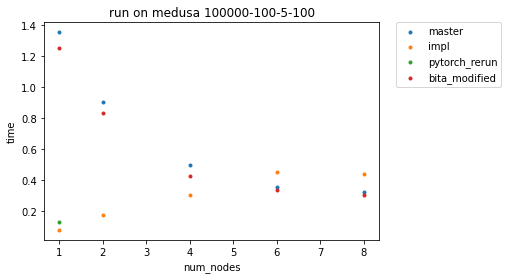 run on medusa 100000-100-5-100
master
impl
pytorch_rerun
bita_modified
1.4
1.2
1.0
0.8
0.6
0.4
0.2
time
1 2 3 4 5 6 7 8
num_nodes